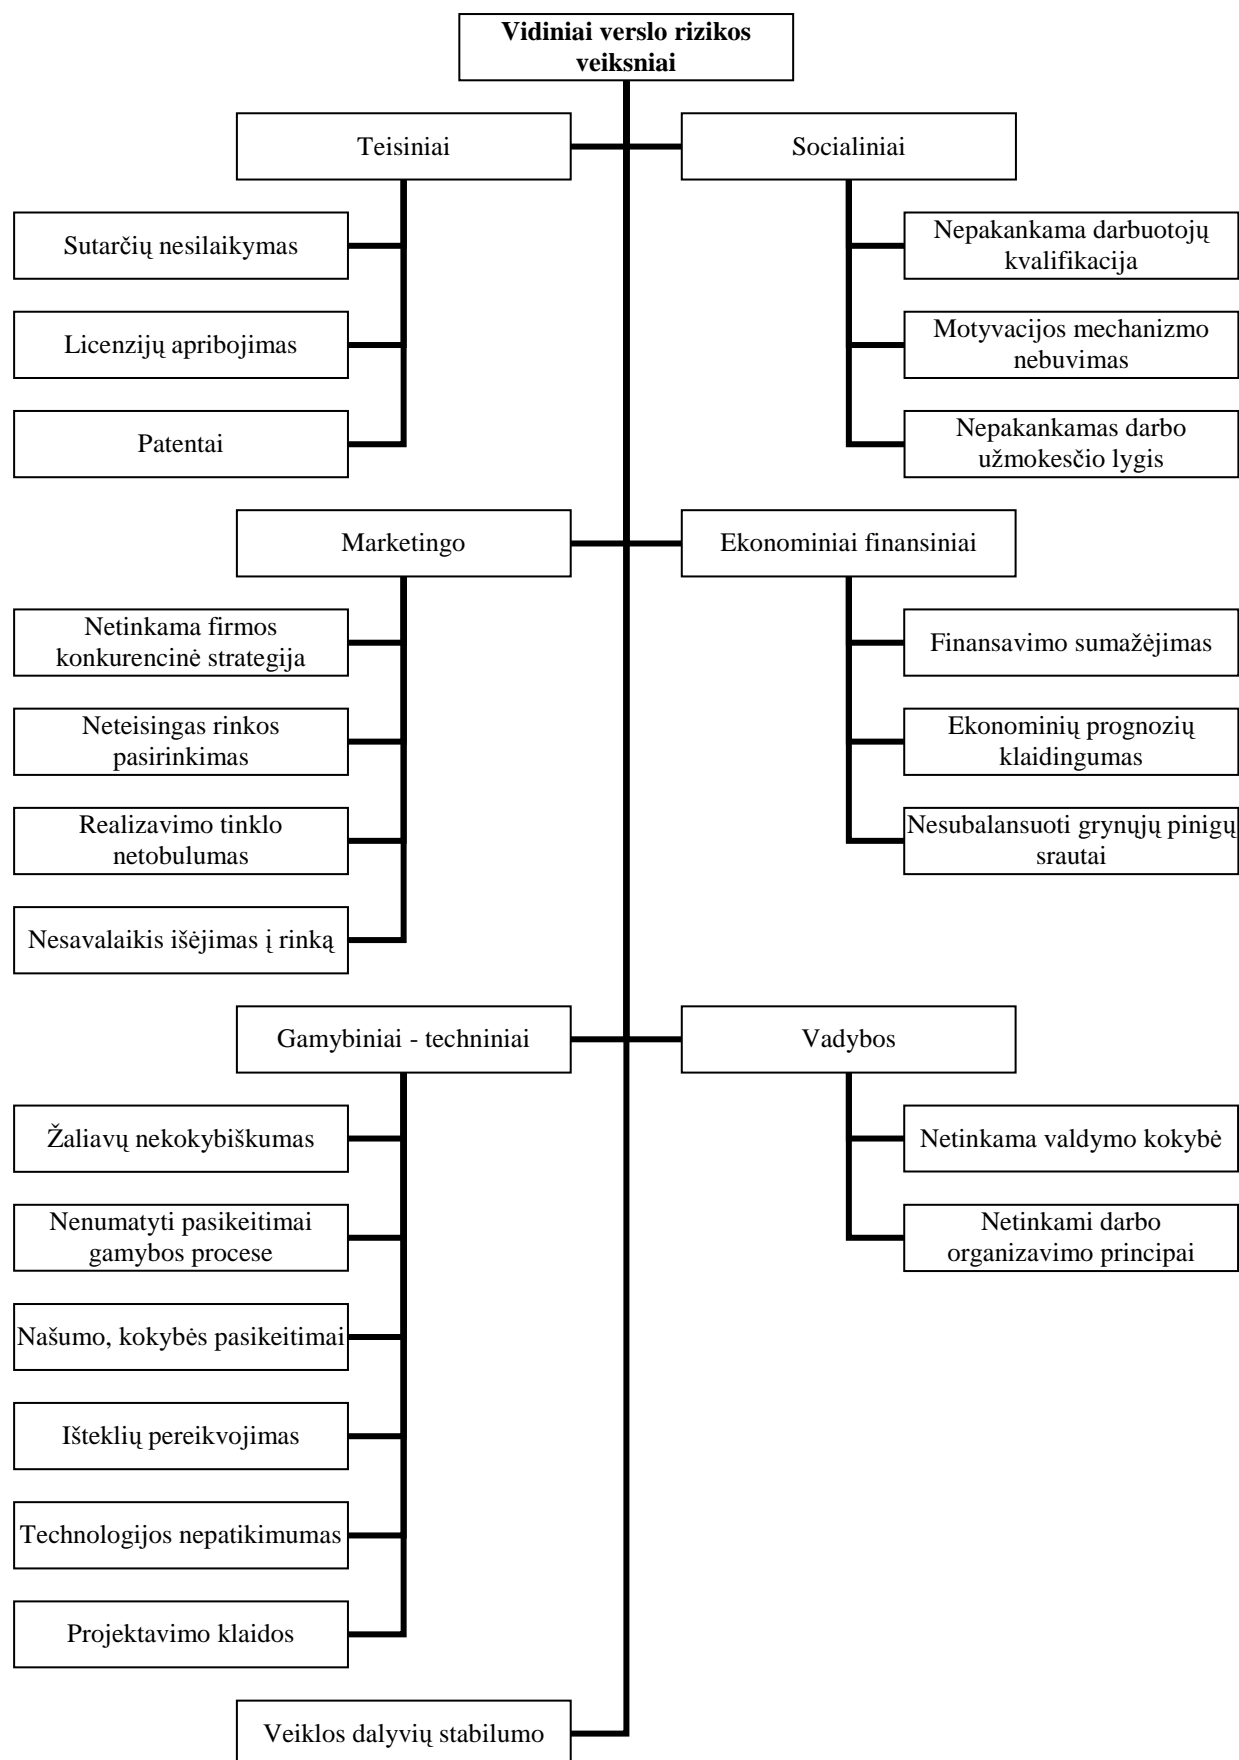 Vidiniai verslo rizikos
veiksniai
Teisiniai
Socialiniai
Sutarčių nesilaikymas
Nepakankama darbuotojų
kvalifikacija
Licenzijų apribojimas
Motyvacijos mechanizmo
nebuvimas
Patentai
Nepakankamas darbo
užmokesčio lygis
Marketingo
Ekonominiai finansiniai
Netinkama firmos
konkurencinė strategija
Finansavimo sumažėjimas
Neteisingas rinkos
pasirinkimas
Ekonominių prognozių
klaidingumas
Realizavimo tinklo
netobulumas
Nesubalansuoti grynųjų pinigų
srautai
Nesavalaikis išėjimas į rinką
Gamybiniai - techniniai
Vadybos
Žaliavų nekokybiškumas
Netinkama valdymo kokybė
Nenumatyti pasikeitimai
gamybos procese
Netinkami darbo
organizavimo principai
Našumo, kokybės pasikeitimai
Išteklių pereikvojimas
Technologijos nepatikimumas
Projektavimo klaidos
Veiklos dalyvių stabilumo